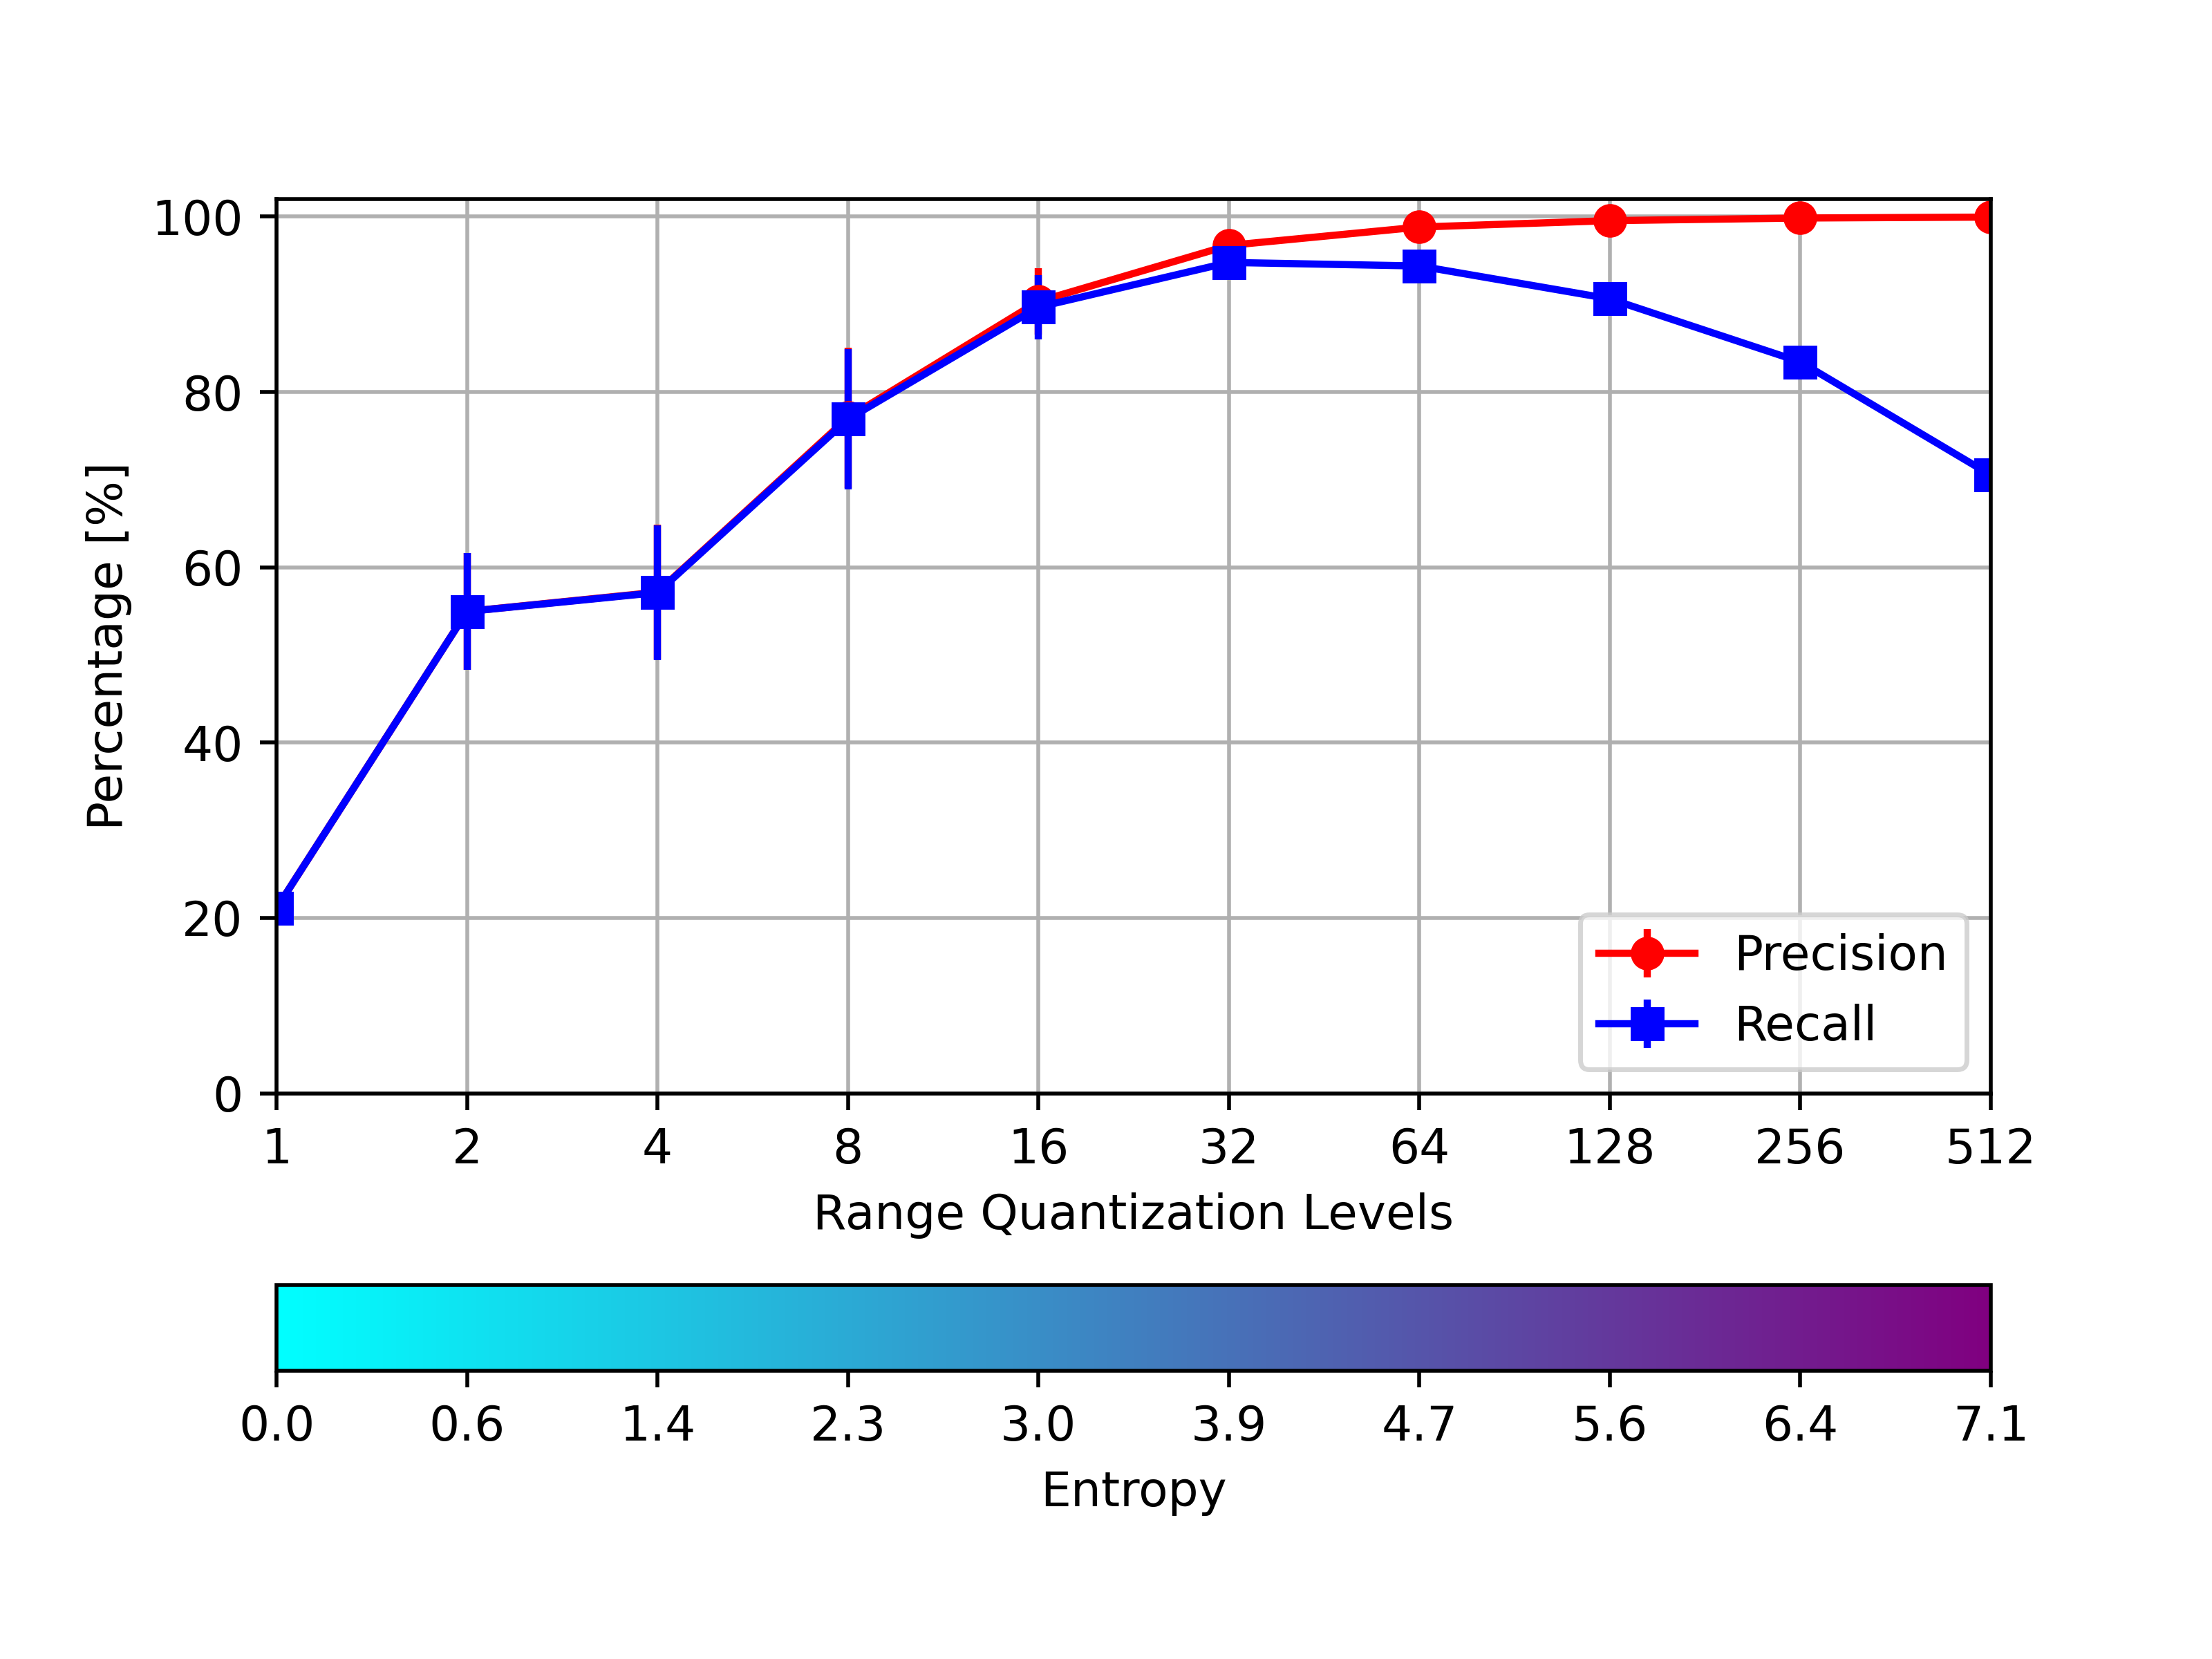 100
80
60
40
20
0
Percentage [%]
Precision
Recall
1 2 4 8 16 32 64 128 256 512
Range Quantization Levels
0.0 0.6 1.4 2.3 3.0 3.9 4.7 5.6 6.4 7.1
Entropy